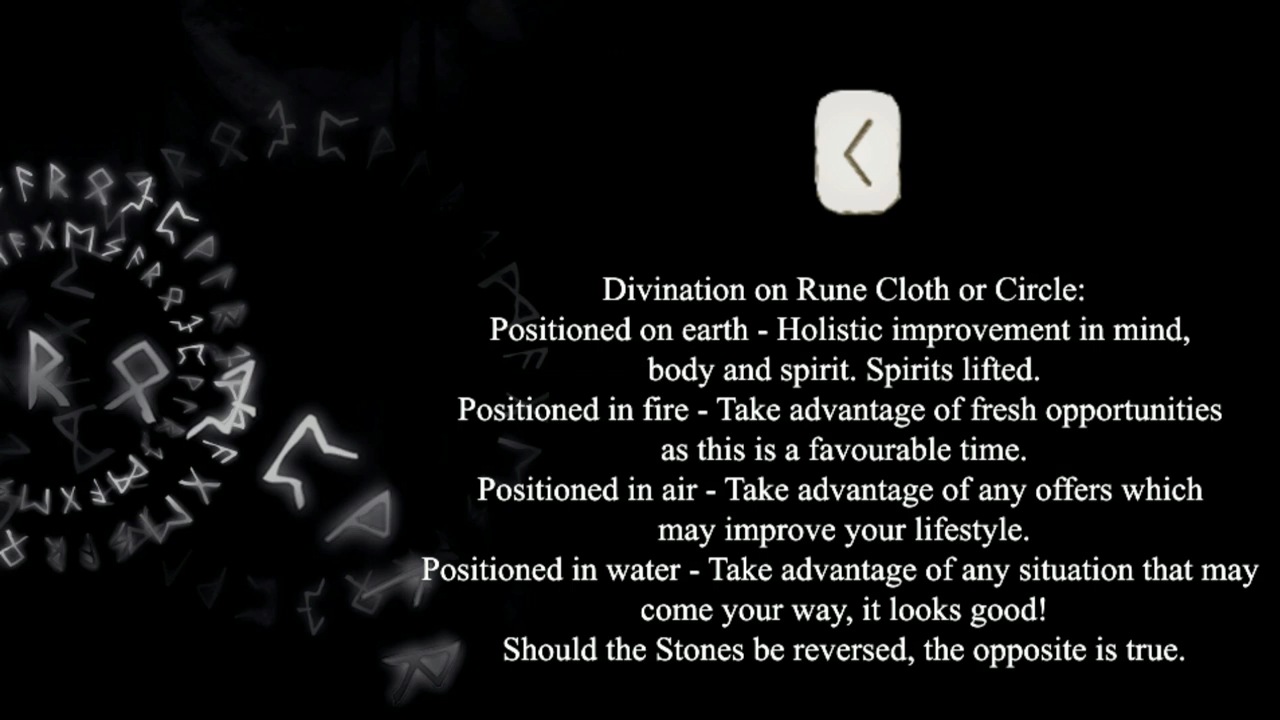 Divination on Rune Cloth or Circle:
Positioned on earth - Holistic improvement in mind,
body and spirit. Spirits lifted.
Positioned in fire - Take advantage of fresh opportunities
as this is a favourable time.
Positioned in air - Take advantage of any offers which
may improve your lifestyle.
Positioned in water - Take advantage of any situation that may
come your way, it looks good!
Should the Stones be reversed, the opposite is true.